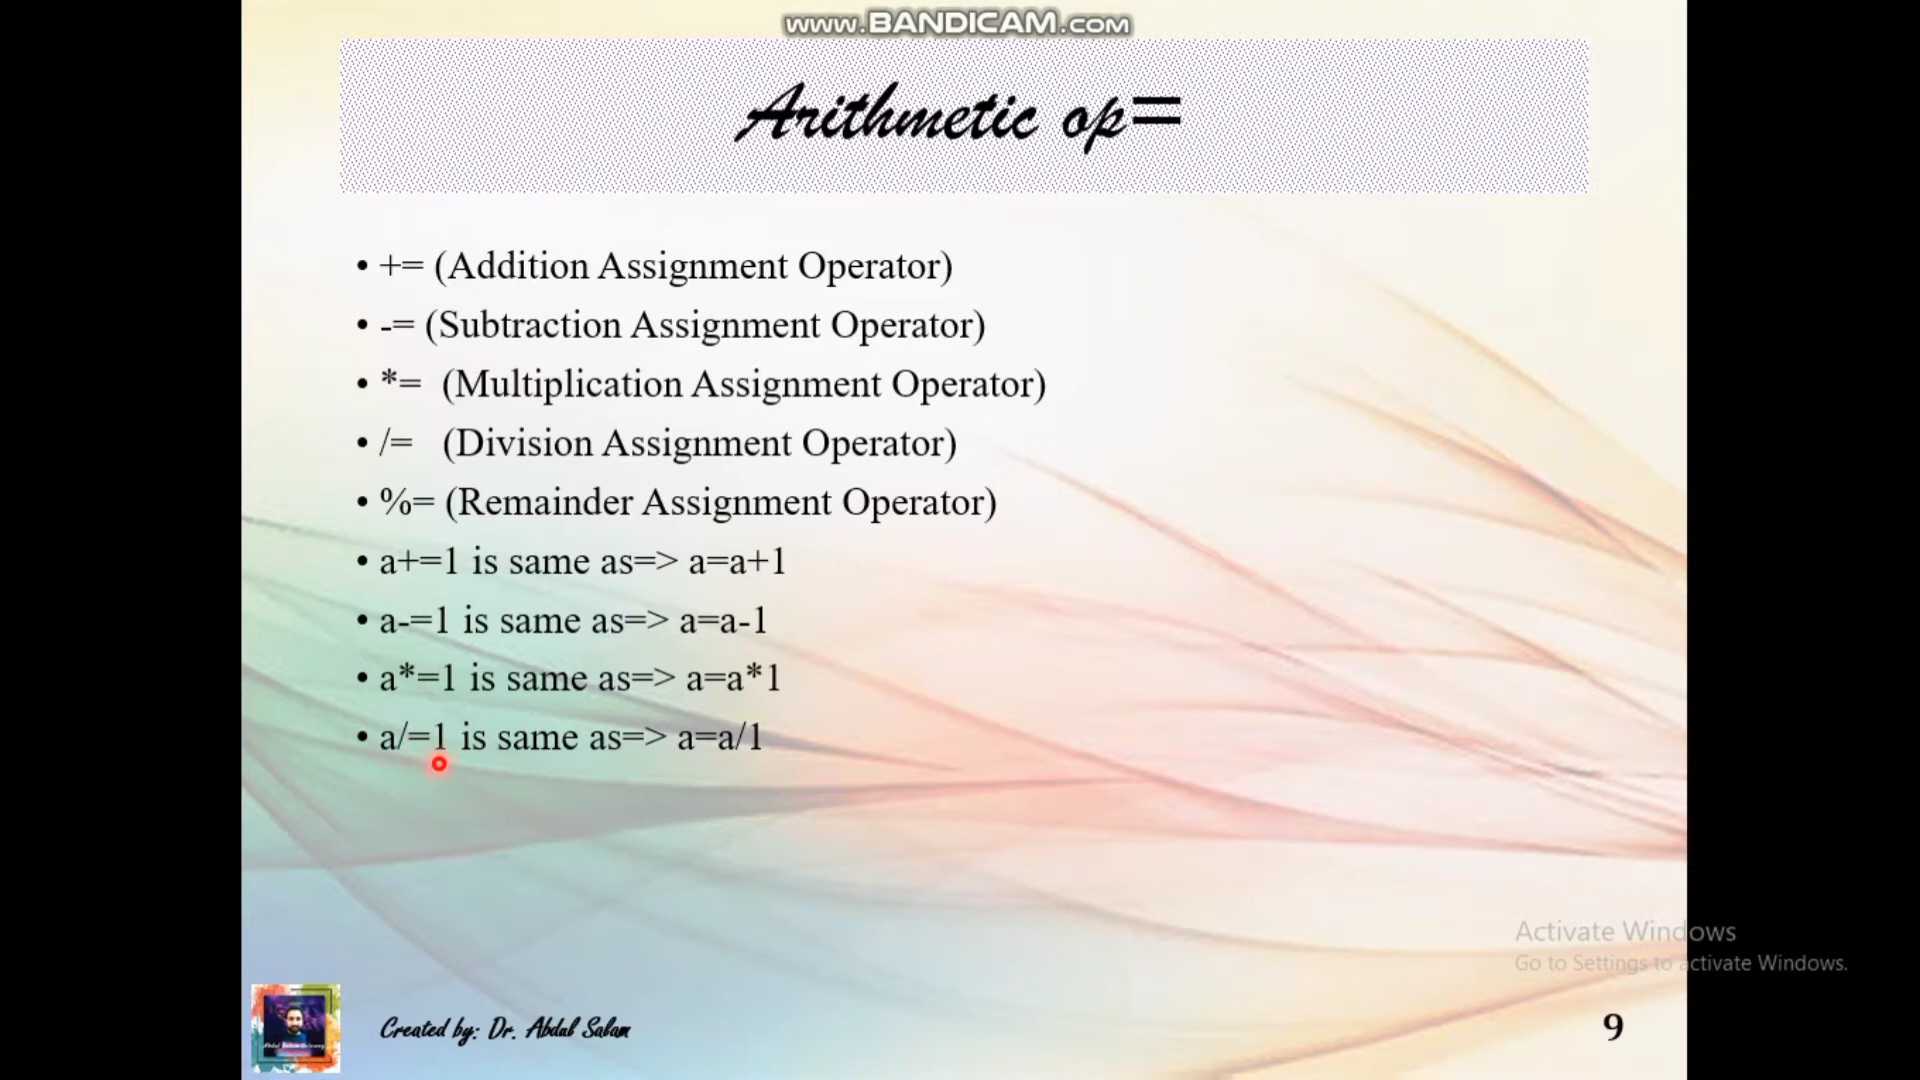 www.BANDICAM.com
Arithmetic op=
• += (Addition Assignment Operator)
• -= (Subtraction Assignment Operator)
• *= (Multiplication Assignment Operator)
• /= (Division Assignment Operator)
• %= (Remainder Assignment Operator)
• a+=1 is same as=> a=a+1
• a-=1 is same as=> a=a-1
• a*=1 is same as=> a=a*1
• a/=1 is same as=> a=a/1
Activate Windows
Go to Settings to activate Windows.
Created by: Dr. Abdul Salam
9